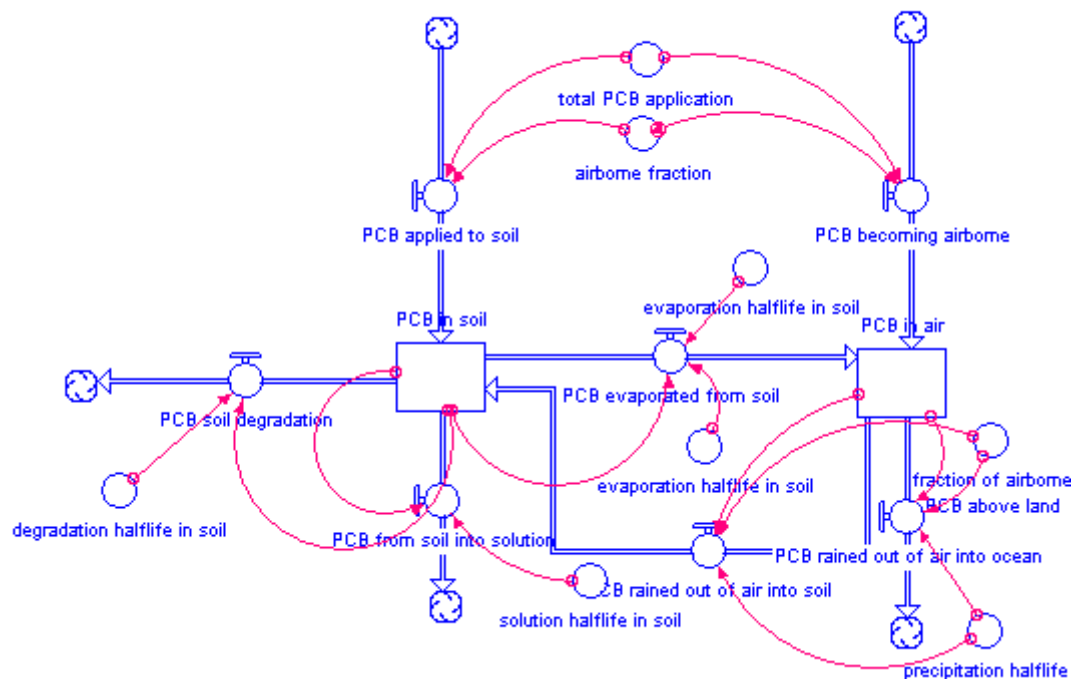 total PCB application
airborne fraction
PCB applied to soil
PCB becoming airborne
evaporation halflife in soil
PCB in soil
PCB in air
PCB evaporated from soil
PCB soil degradation
evaporation halflife in soil
fraction of airborne
PCB above land
degradation halflife in soil
PCB from soil into solution
PCB rained out of air into ocean
PCB rained out of air into soil
solution halflife in soil
precipitation halflife